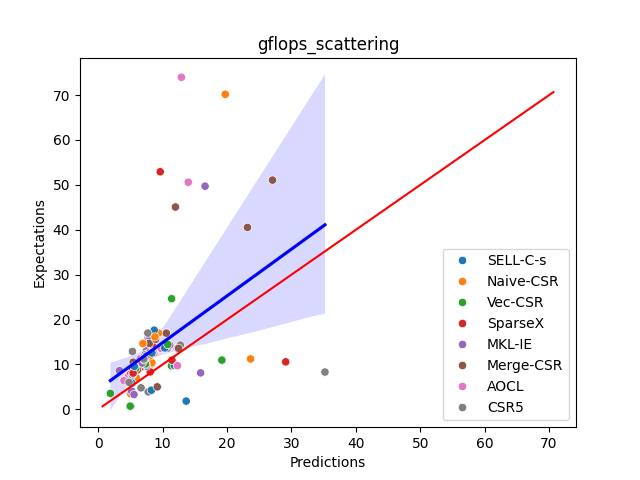 gflops_scattering
Expectations
70
60
50
40
30
20
10
0
SELL-C-s
Naive-CSR
Vec-CSR
SparseX
MKL-IE
Merge-CSR
AOCL
CSR5
0 10 20 30 40 50 60 70
Predictions